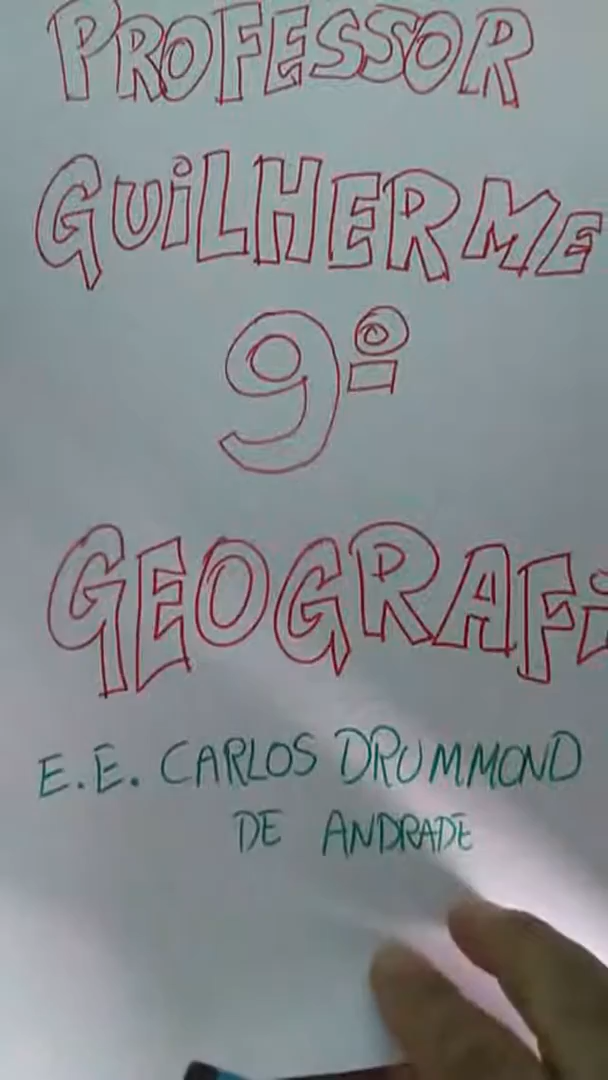 PROFESSOR
GUiLHERME
9º
GEOGRAFi
E.E. CARLOS DRUMMOND
DE ANDRADE